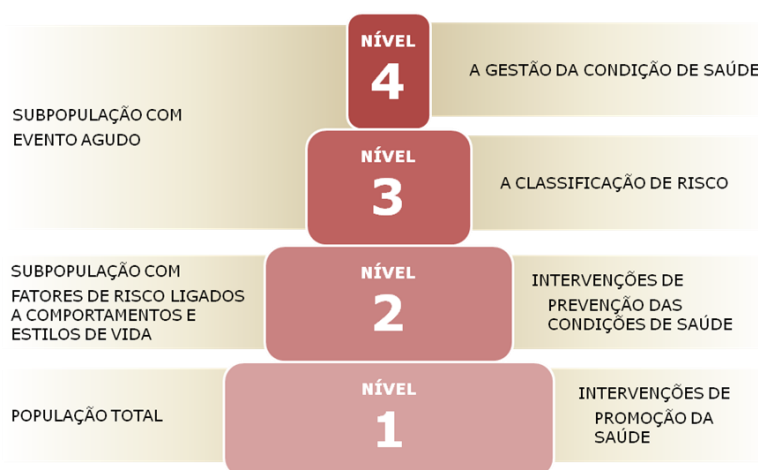 NÍVEL
4
A GESTÃO DA CONDIÇÃO DE SAÚDE
SUBPOPULAÇÃO COM
EVENTO AGUDO
NÍVEL
3
A CLASSIFICAÇÃO DE RISCO
SUBPOPULAÇÃO COM
FATORES DE RISCO LIGADOS
A COMPORTAMENTOS E
ESTILOS DE VIDA
NÍVEL
2
INTERVENÇÕES DE
PREVENÇÃO DAS
CONDIÇÕES DE SAÚDE
POPULAÇÃO TOTAL
NÍVEL
1
INTERVENÇÕES DE
PROMOÇÃO DA
SAÚDE